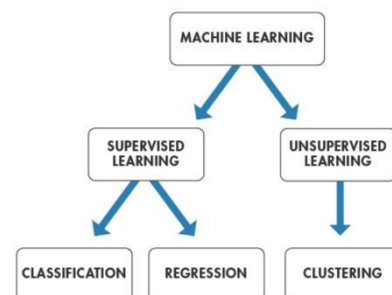 MACHINE LEARNING
SUPERVISED
LEARNING
UNSUPERVISED
LEARNING
CLASSIFICATION
REGRESSION
CLUSTERING